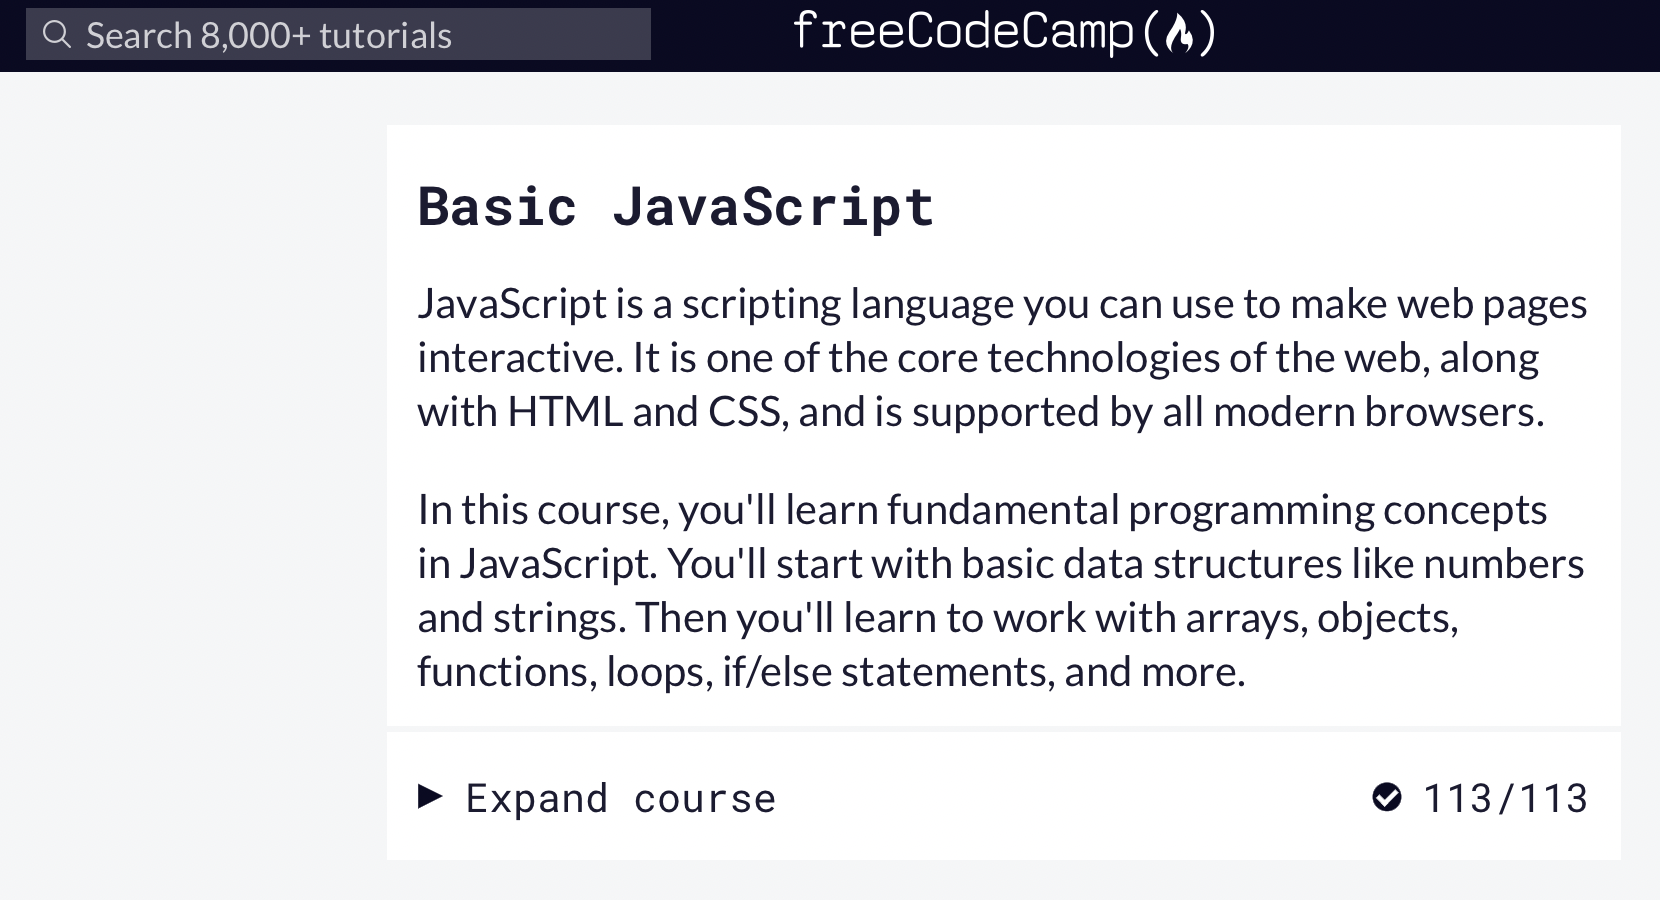 Search 8,000+ tutorials
freeCodeCamp
Basic JavaScript
JavaScript is a scripting language you can use to make web pages
interactive. It is one of the core technologies of the web, along
with HTML and CSS, and is supported by all modern browsers.
In this course, you'll learn fundamental programming concepts
in JavaScript. You'll start with basic data structures like numbers
and strings. Then you'll learn to work with arrays, objects,
functions, loops, if/else statements, and more.
Expand course
113/113